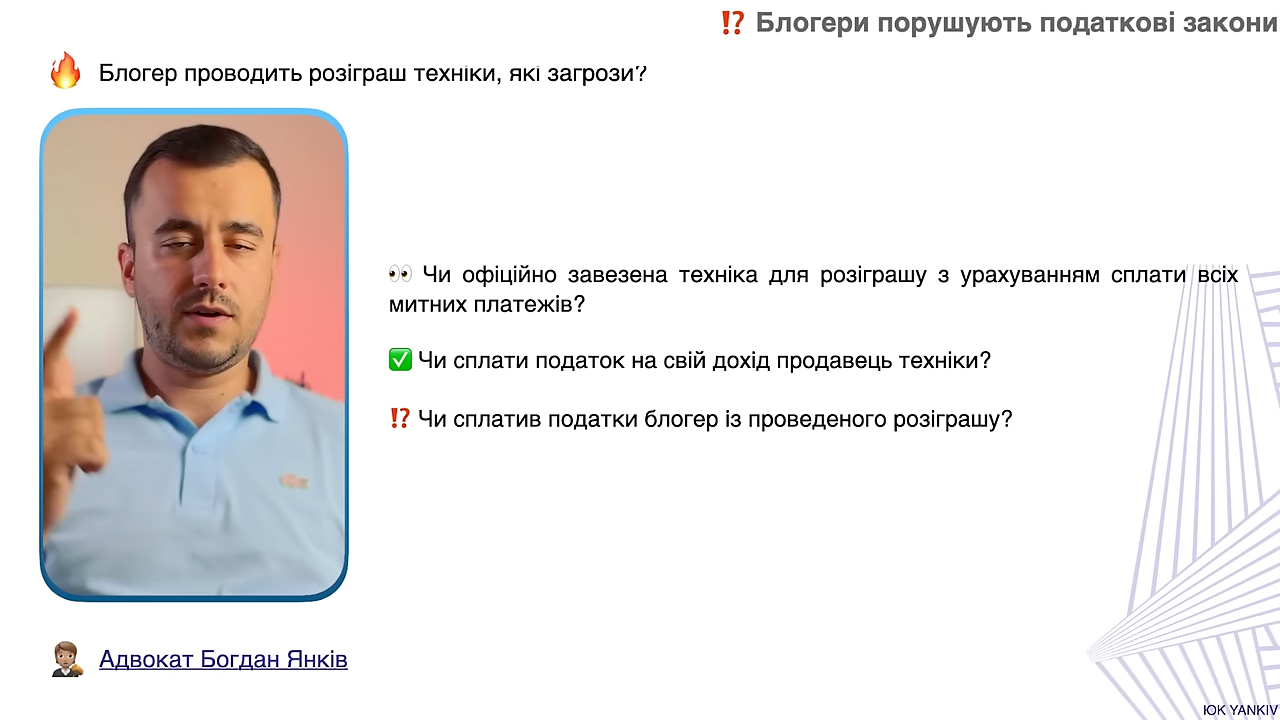 ⁉️ Блогери порушують податкові закони
🔥 Блогер проводить розіграш техніки, які загрози?
👀 Чи офіційно завезена техніка для розіграшу з урахуванням сплати всіх
митних платежів?
✅ Чи сплати податок на свій дохід продавець техніки?
⁉️ Чи сплатив податки блогер із проведеного розіграшу?
Адвокат Богдан Янків
ЮК YANKIV